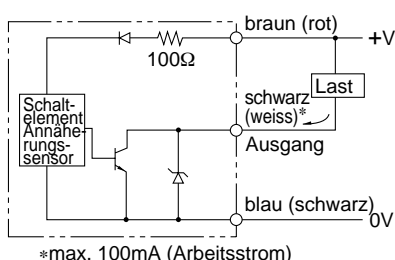 braun (rot)
+V
100Ω
Last
Schalt-
element
Annähe-
rungs-
sensor
schwarz
(weiss)*
Ausgang
blau (schwarz)
0V
*max. 100mA (Arbeitsstrom)